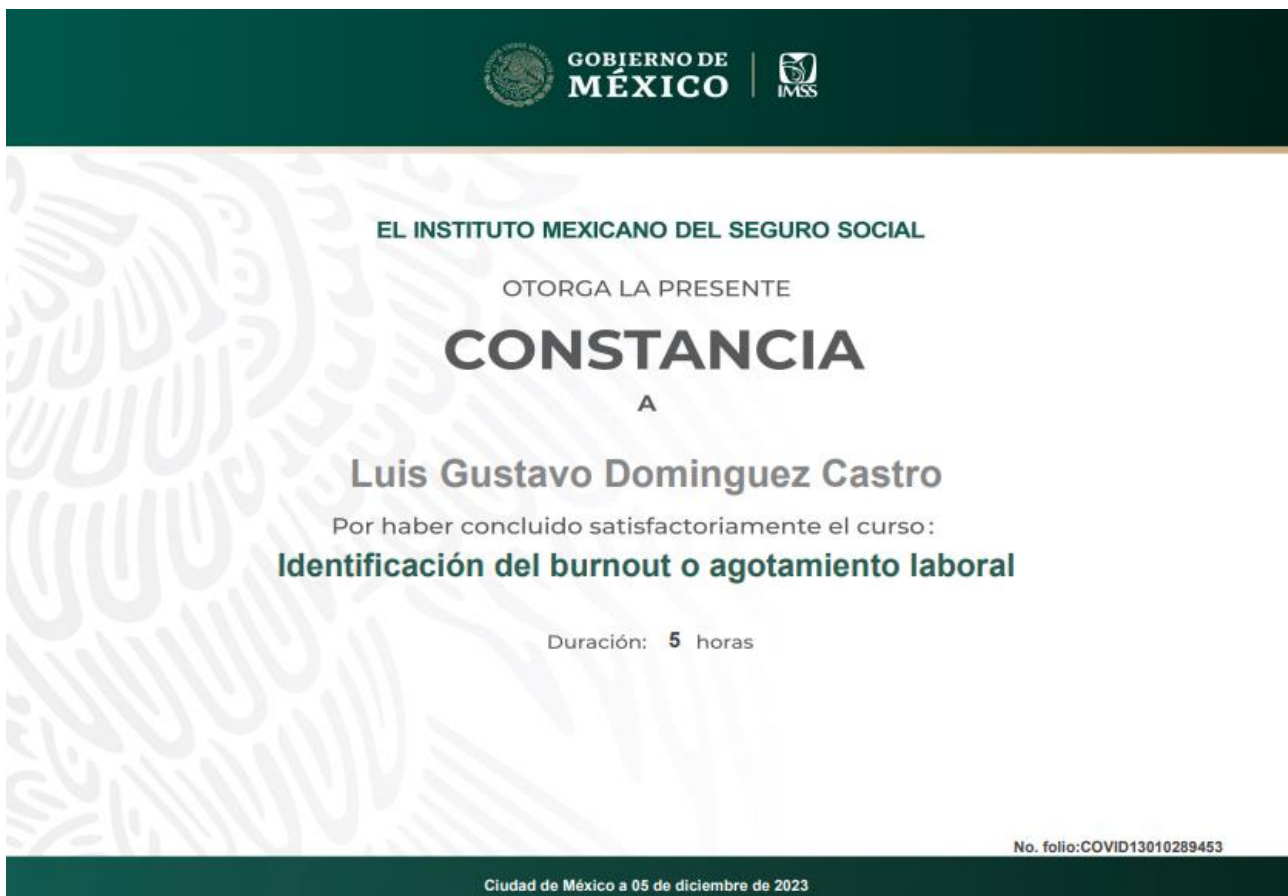 GOBIERNO DE
MÉXICO
IMSS
EL INSTITUTO MEXICANO DEL SEGURO SOCIAL
OTORGA LA PRESENTE
CONSTANCIA
A
Luis Gustavo Dominguez Castro
Por haber concluido satisfactoriamente el curso:
Identificación del burnout o agotamiento laboral
Duración: 5 horas
No. folio:COVID13010289453
Ciudad de México a 05 de diciembre de 2023